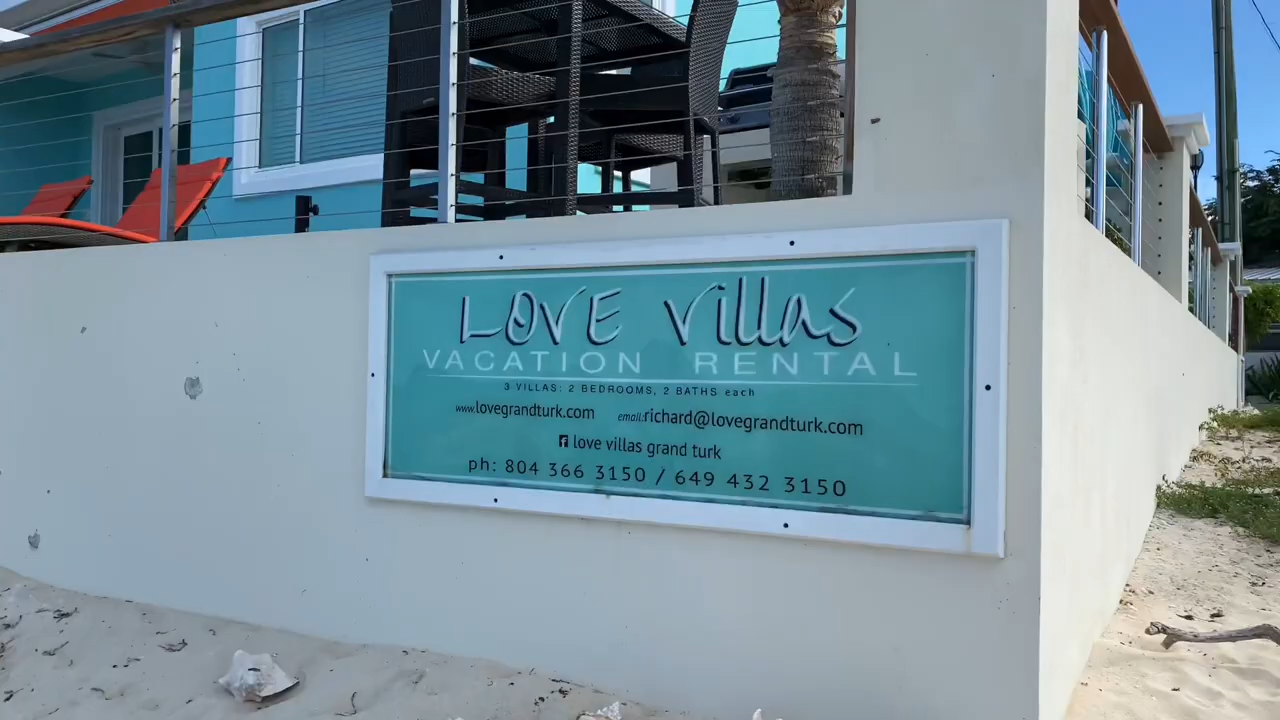 LOVE Villas
VACATION RENTAL
3 VILLAS: 2 BEDROOMS, 2 BATHS each
www.lovegrandturk.com email:richard@lovegrandturk.com
love villas grand turk
ph: 804 366 3150 / 649 432 3150